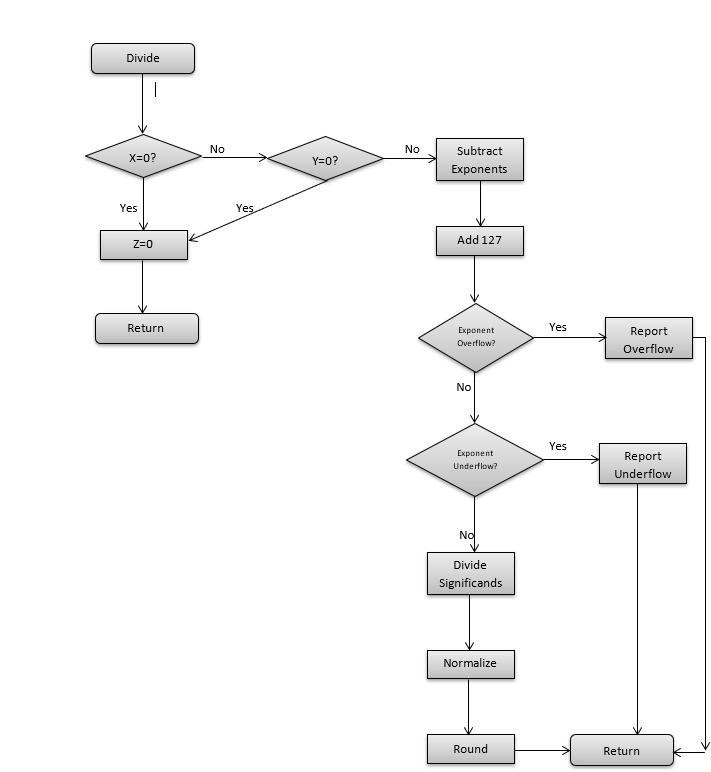 Divide
X=0?
No
Y=0?
No
Subtract
Exponents
Yes
Yes
Z=0
Add 127
Return
Exponent
Overflow?
Yes
Report
Overflow
No
Exponent
Underflow?
Yes
Report
Underflow
No
Divide
Significands
Normalize
Round
Return